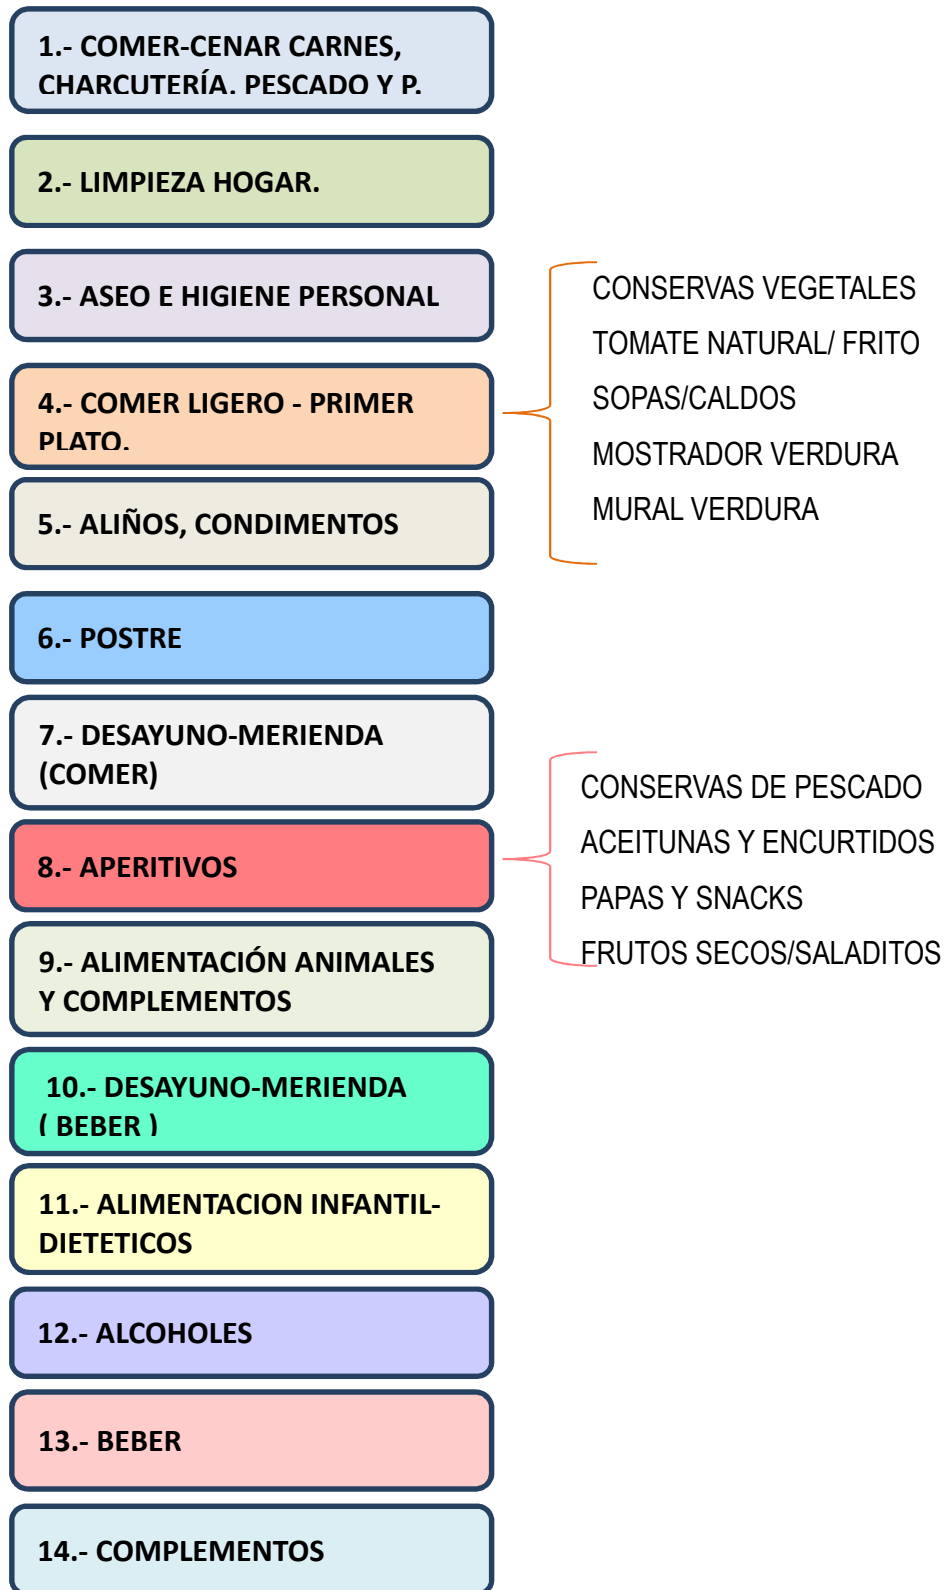 1.- COMER-CENAR CARNES,
CHARCUTERÍA. PESCADO Y P.
2.- LIMPIEZA HOGAR.
3.- ASEO E HIGIENE PERSONAL
4.- COMER LIGERO - PRIMER
PLATO.
CONSERVAS VEGETALES
TOMATE NATURAL/ FRITO
SOPAS/CALDOS
MOSTRADOR VERDURA
MURAL VERDURA
5.- ALIÑOS, CONDIMENTOS
6.- POSTRE
7.- DESAYUNO-MERIENDA
(COMER)
8.- APERITIVOS
CONSERVAS DE PESCADO
ACEITUNAS Y ENCURTIDOS
PAPAS Y SNACKS
FRUTOS SECOS/SALADITOS
9.- ALIMENTACIÓN ANIMALES
Y COMPLEMENTOS
10.- DESAYUNO-MERIENDA
( BEBER )
11.- ALIMENTACION INFANTIL-
DIETETICOS
12.- ALCOHOLES
13.- BEBER
14.- COMPLEMENTOS